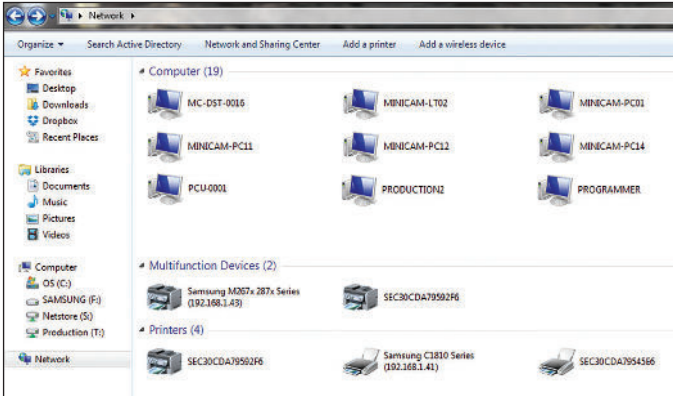 Network
Organize Search Active Directory Network and Sharing Center Add a printer Add a wireless device
Favorites
Desktop
Downloads
Dropbox
Recent Places
Libraries
Documents
Music
Pictures
Videos
Computer
OS (C:)
SAMSUNG (F:)
Netstore (S:)
Production (T:)
Network
Computer (19)
MC-DST-0016 MINICAM-LT02 MINICAM-PC01
MINICAM-PC11 MINICAM-PC12 MINICAM-PC14
PCU-0001 PRODUCTION2 PROGRAMMER
Multifunction Devices (2)
Samsung M267x 287x Series
(192.168.1.43)
SEC30CDA79592F6
Printers (4)
SEC30CDA79592F6
Samsung C1810 Series
(192.168.1.41)
SEC30CDA7954586